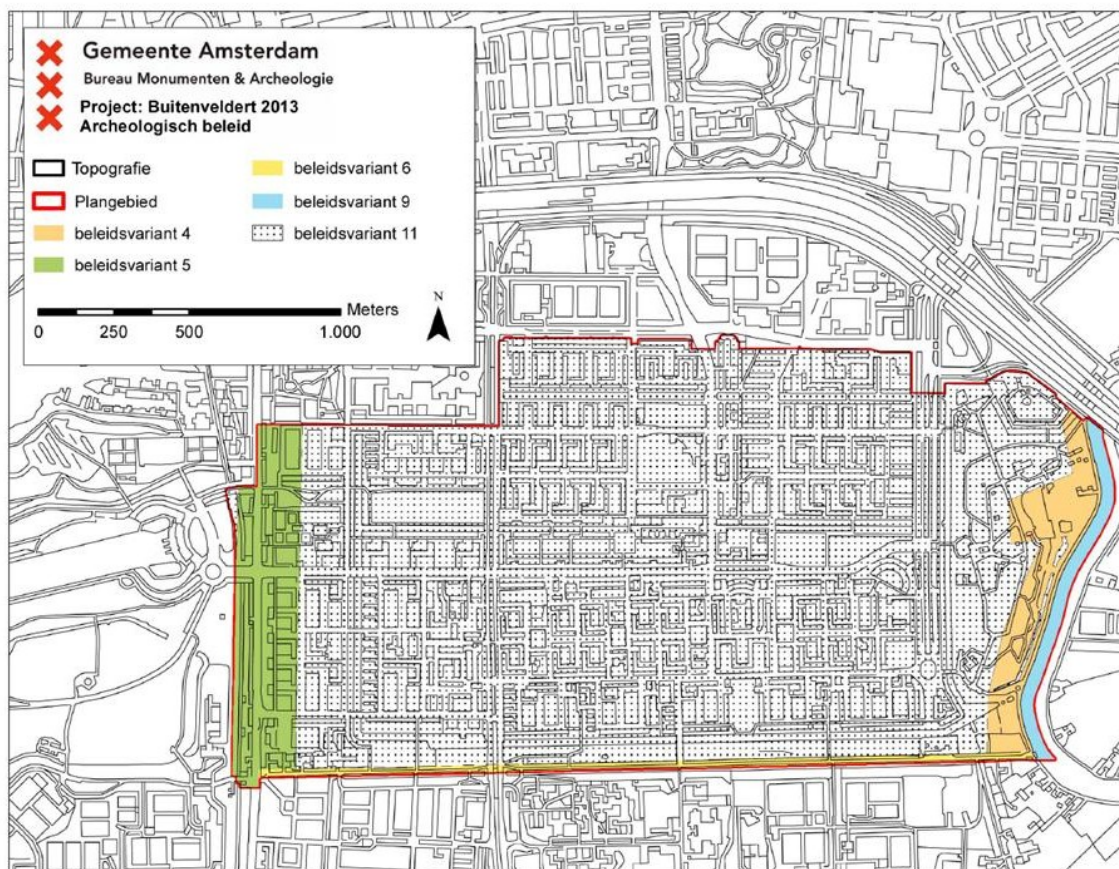 Gemeente Amsterdam
Bureau Monumenten & Archeologie
Project: Buitenveldert 2013
Archeologisch beleid
Topografie
Plangebied
beleidsvariant 4
beleidsvariant 5
beleidsvariant 6
beleidsvariant 9
beleidsvariant 11
Meters
0 250 500 1.000
N